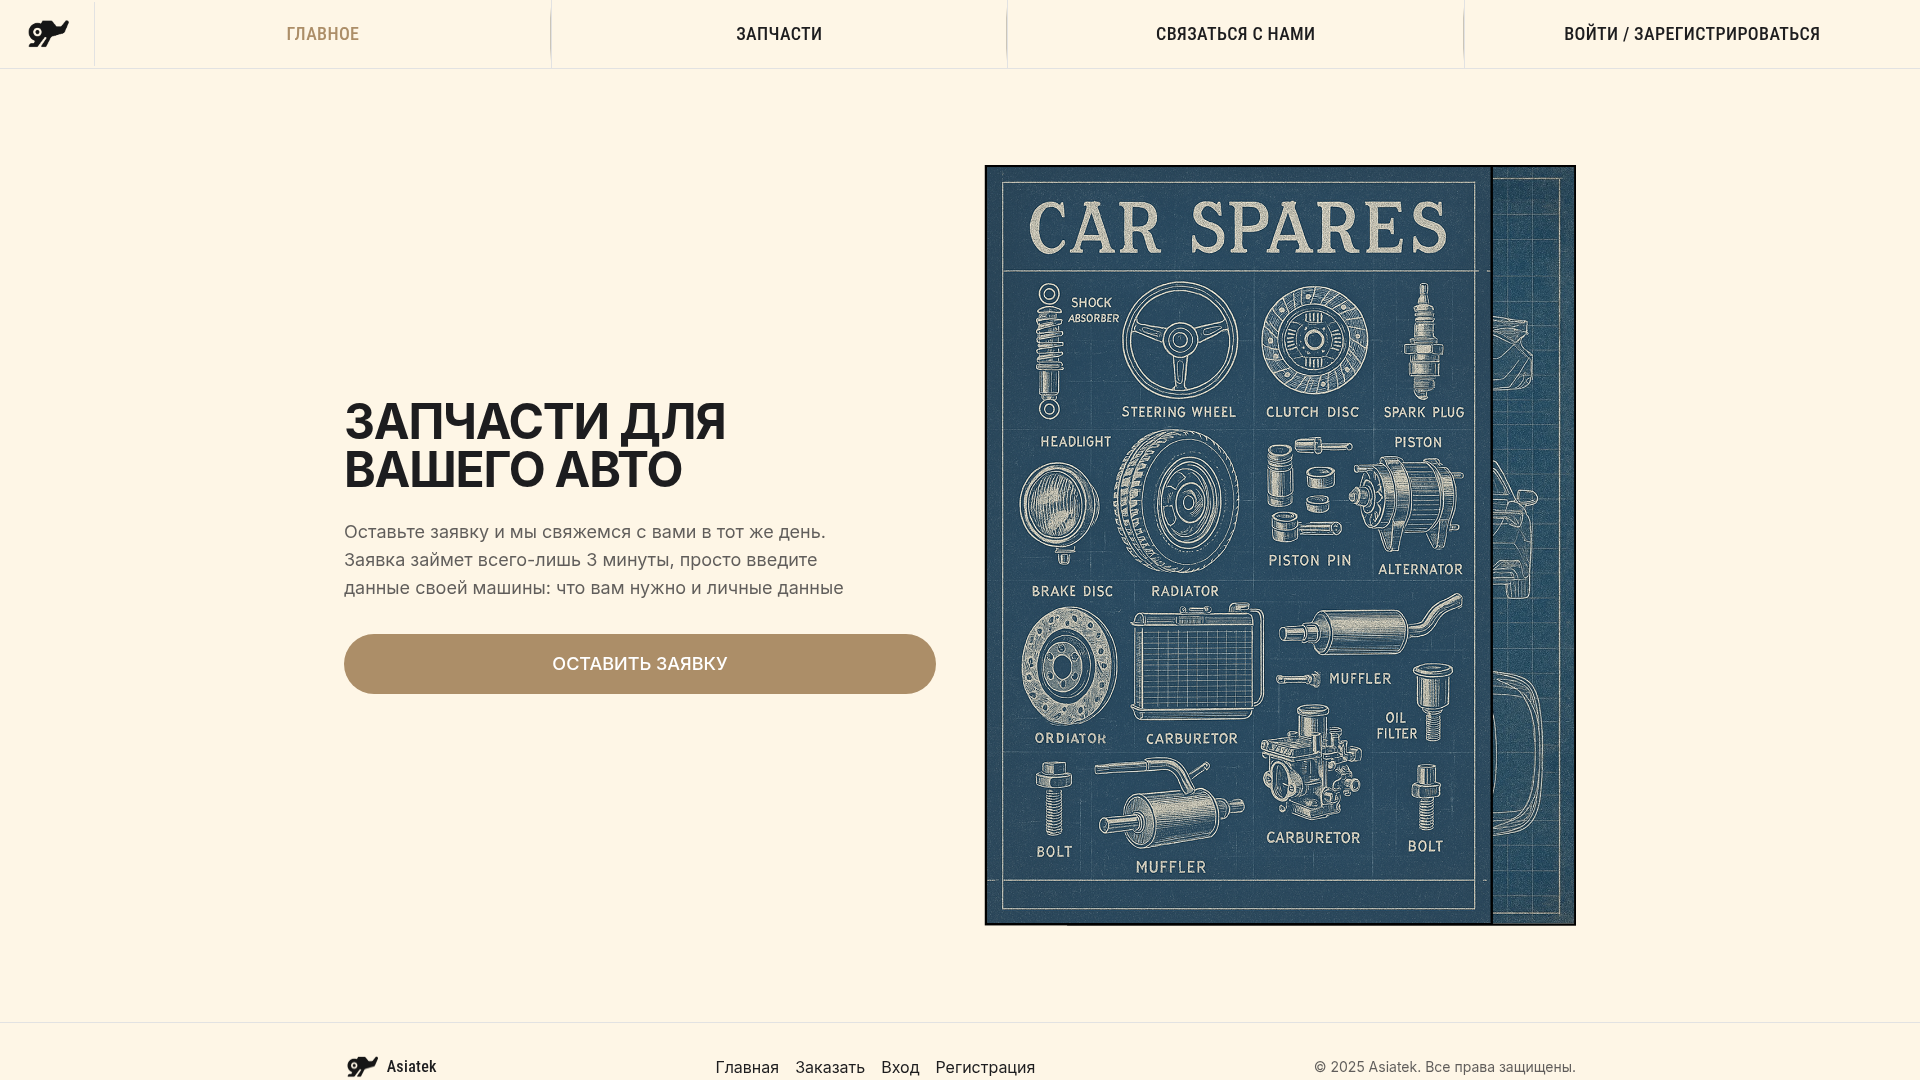 ГЛАВНОЕ
ЗАПЧАСТИ
СВЯЗАТЬСЯ С НАМИ
ВОЙТИ / ЗАРЕГИСТРИРОВАТЬСЯ
ЗАПЧАСТИ ДЛЯ
ВАШЕГО АВТО
Оставьте заявку и мы свяжемся с вами в тот же день.
Заявка займет всего-лишь 3 минуты, просто введите
данные своей машины: что вам нужно и личные данные
ОСТАВИТЬ ЗАЯВКУ
CAR SPARES
SHOCK
ABSORBER
STEERING WHEEL
CLUTCH DISC
SPARK PLUG
HEADLIGHT
PISTON
PISTON PIN
ALTERNATOR
BRAKE DISC
RADIATOR
MUFFLER
OIL
FILTER
ORDIATOR
CARBURETOR
CARBURETOR
BOLT
MUFFLER
BOLT
Asiatek
Главная
Заказать
Вход
Регистрация
© 2025 Asiatek. Все права защищены.